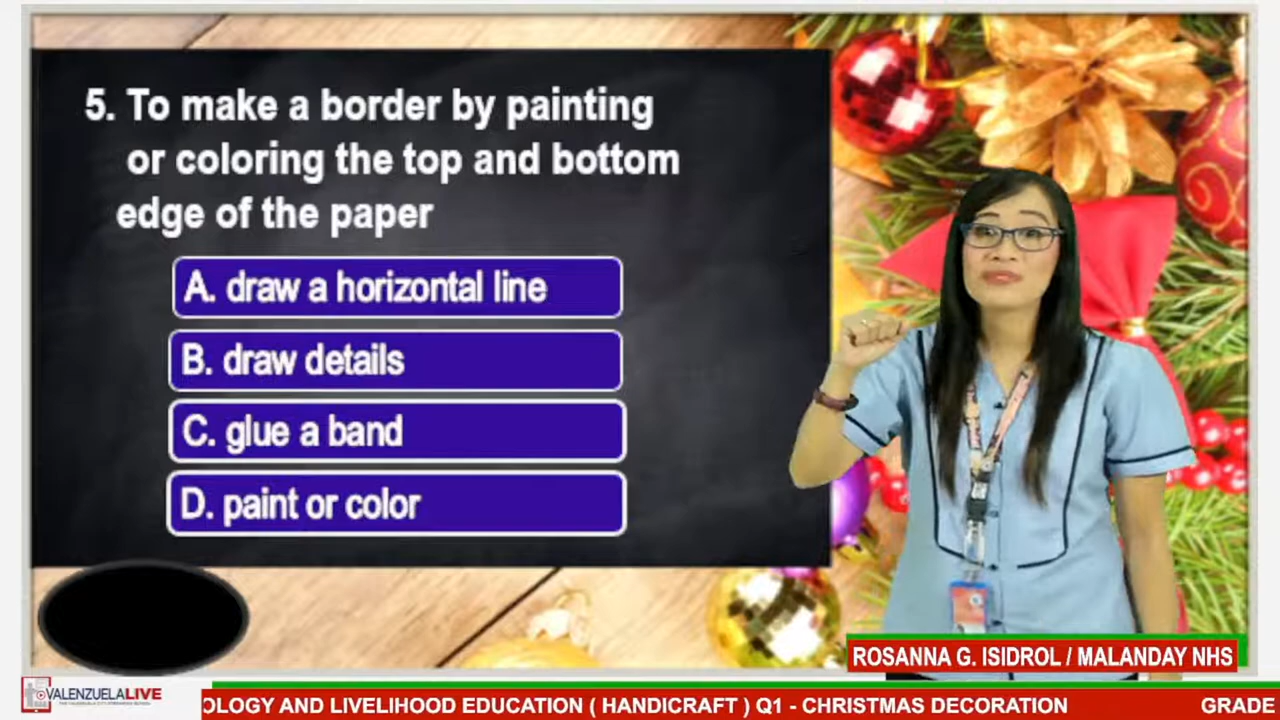 5. To make a border by painting
or coloring the top and bottom
edge of the paper
A. draw a horizontal line
B. draw details
C. glue a band
D. paint or color
ROSANNA G. ISIDROL / MALANDAY NHS
VALENZUELALIVE
OLOGY AND LIVELIHOOD EDUCATION ( HANDICRAFT ) Q1 - CHRISTMAS DECORATION GRADE